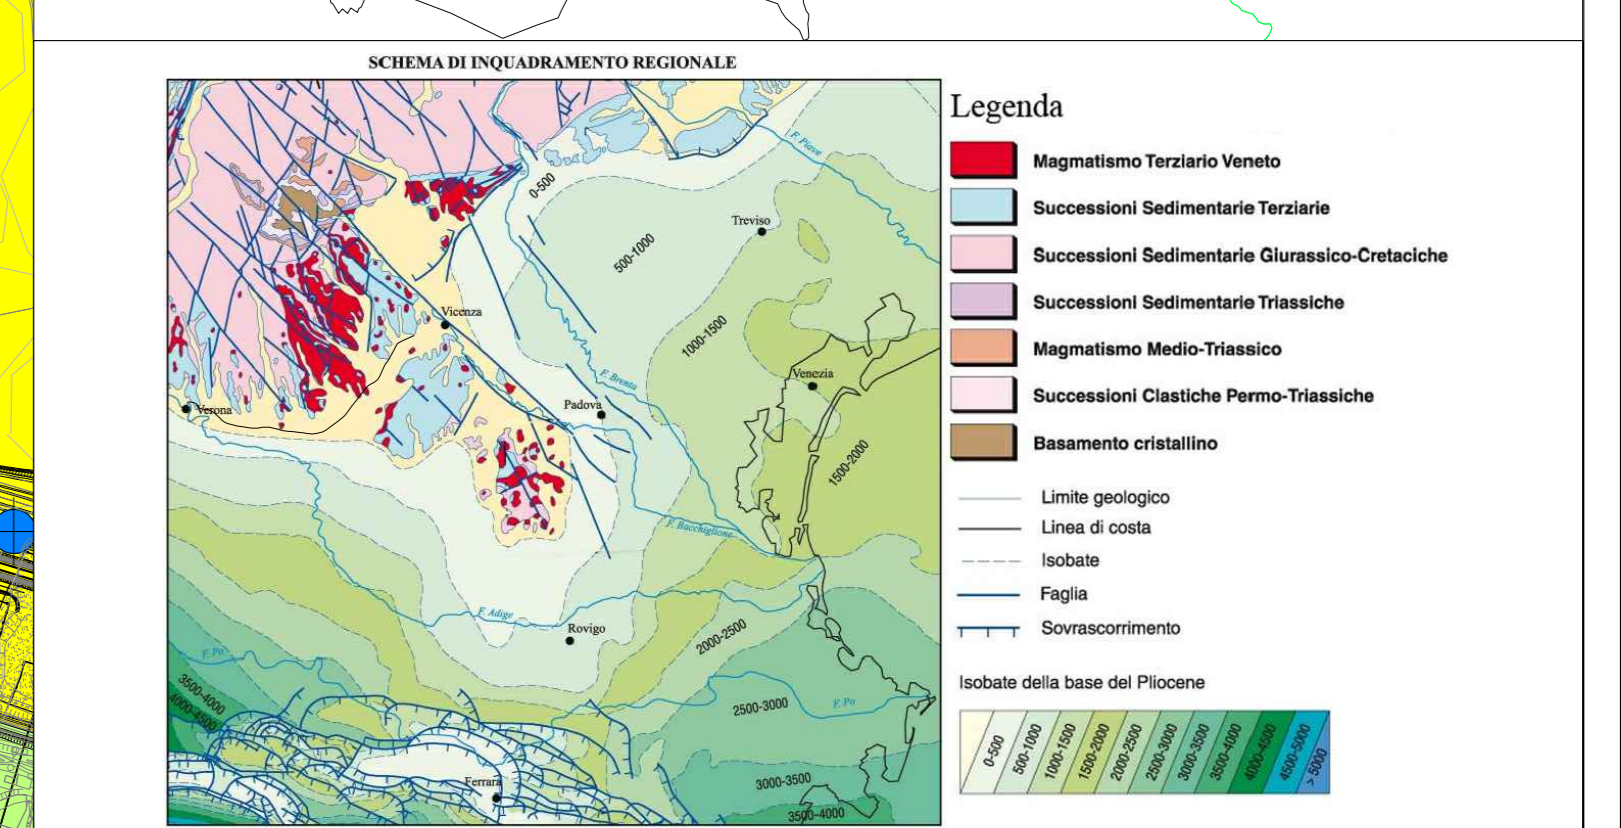 SCHEMA DI INQUADRAMENTO REGIONALE
F. Piave
0-500
Treviso
500-1000
Vicenza
1000-1500
Venezia
F. Brenta
Padova
Verona
1500-2000
F. Bacchiglione
F. Adige
Rovigo
2000-2500
F. Po
3500-4000
4000-4500
2500-3000
F. Po
Ferrara
3000-3500
3500-4000
Legenda
Magmatismo Terziario Veneto
Successioni Sedimentarie Terziarie
Successioni Sedimentarie Giurassico-Cretaciche
Successioni Sedimentarie Triassiche
Magmatismo Medio-Triassico
Successioni Clastiche Permo-Triassiche
Basamento cristallino
Limite geologico
Linea di costa
Isobate
Faglia
Sovrascorrimento
Isobate della base del Pliocene
0-500
500-1000
1000-1500
1500-2000
2000-2500
2500-3000
3000-3500
3500-4000
4000-4500
4500-5000
> 5000